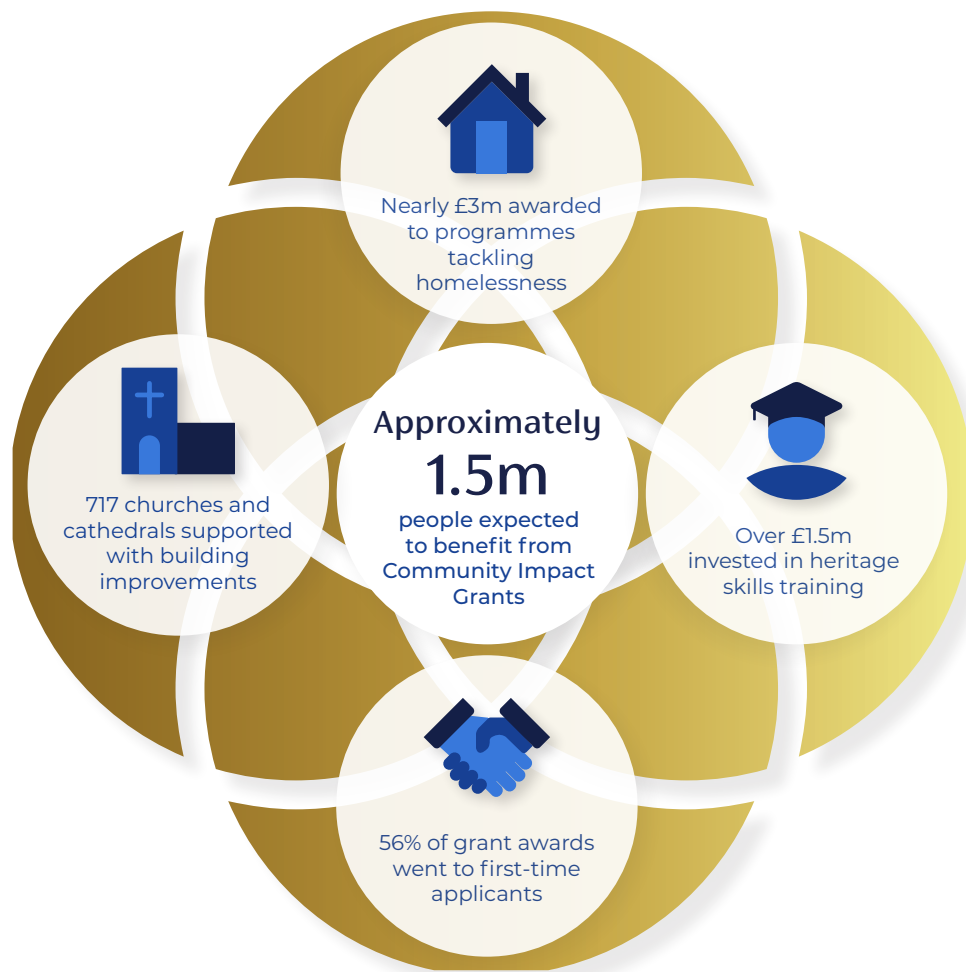 Nearly £3m awarded
to programmes
tackling
homelessness
717 churches and
cathedrals supported
with building
improvements
Approximately
1.5m
people expected
to benefit from
Community Impact
Grants
Over £1.5m
invested in heritage
skills training
56% of grant awards
went to first-time
applicants